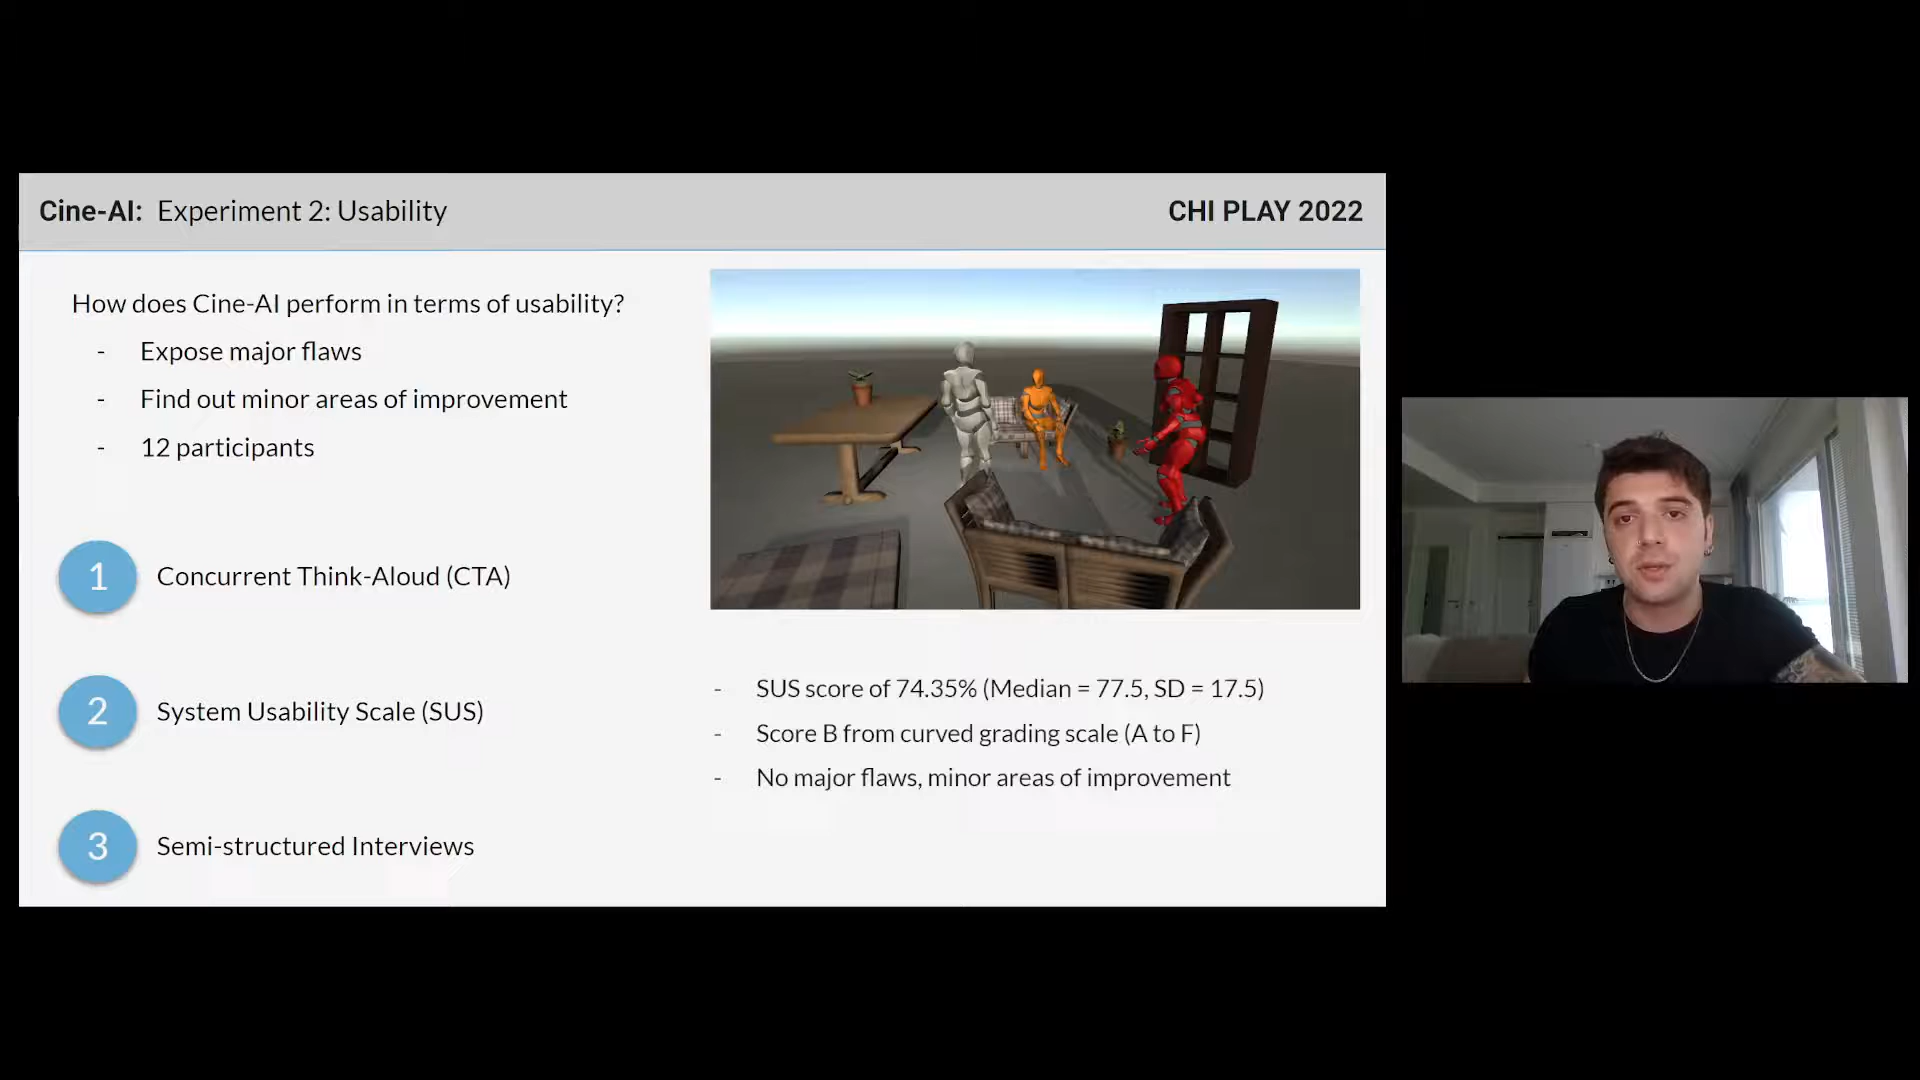 Cine-AI: Experiment 2: Usability
CHI PLAY 2022
How does Cine-AI perform in terms of usability?
- Expose major flaws
- Find out minor areas of improvement
- 12 participants
1 Concurrent Think-Aloud (CTA)
2 System Usability Scale (SUS)
3 Semi-structured Interviews
- SUS score of 74.35% (Median = 77.5, SD = 17.5)
- Score B from curved grading scale (A to F)
- No major flaws, minor areas of improvement